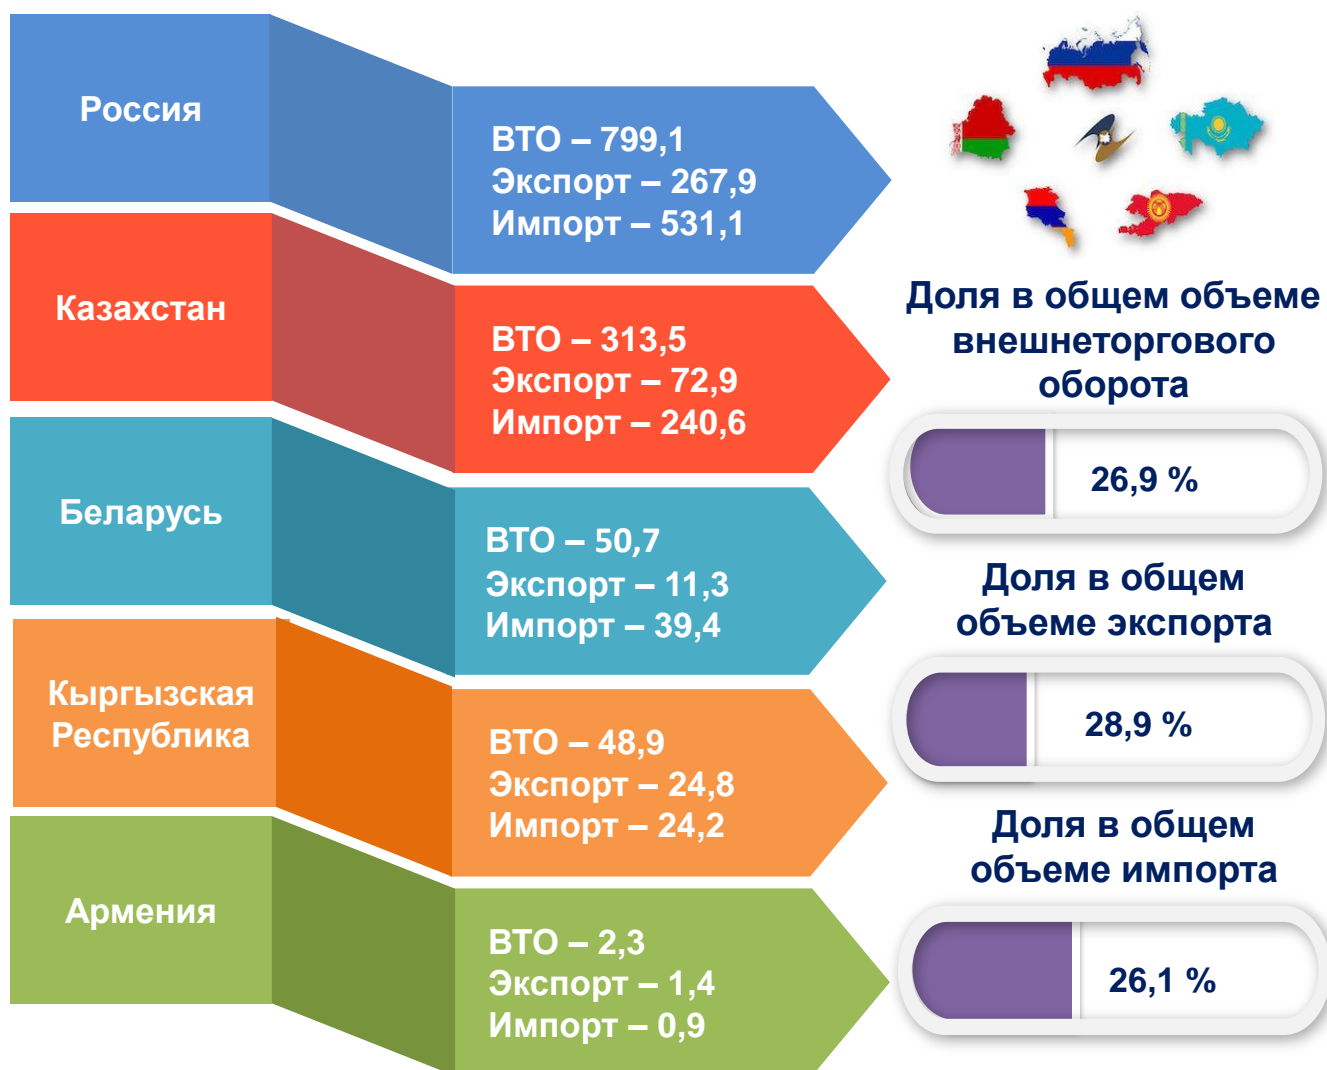 Россия
ВТО – 799,1
Экспорт – 267,9
Импорт – 531,1
Казахстан
ВТО – 313,5
Экспорт – 72,9
Импорт – 240,6
Беларусь
ВТО – 50,7
Экспорт – 11,3
Импорт – 39,4
Кыргызская
Республика
ВТО – 48,9
Экспорт – 24,8
Импорт – 24,2
Армения
ВТО – 2,3
Экспорт – 1,4
Импорт – 0,9
Доля в общем объеме
внешнеторгового
оборота
26,9 %
Доля в общем
объеме экспорта
28,9 %
Доля в общем
объеме импорта
26,1 %